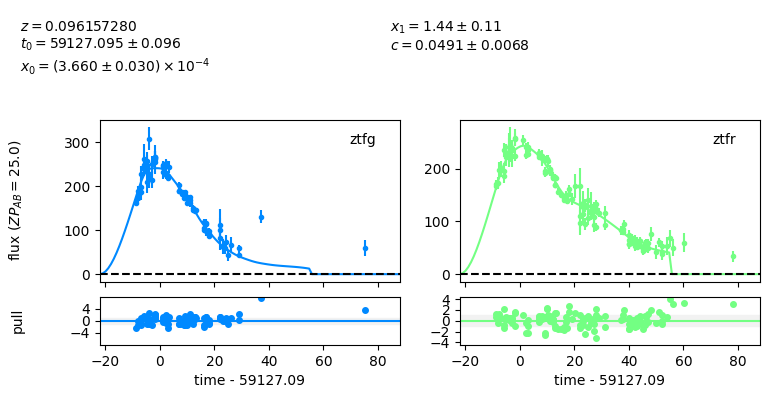 z = 0.096157280
t₀ = 59127.095 ± 0.096
x₀ = (3.660 ± 0.030) × 10⁻⁴
x₁ = 1.44 ± 0.11
c = 0.0491 ± 0.0068
flux (ZP_AB = 25.0)
300
200
100
0
ztfg
200
100
0
ztfr
pull
4
0
−4
−20 0 20 40 60 80
time - 59127.09
4
2
0
−2
−4
−20 0 20 40 60 80
time - 59127.09